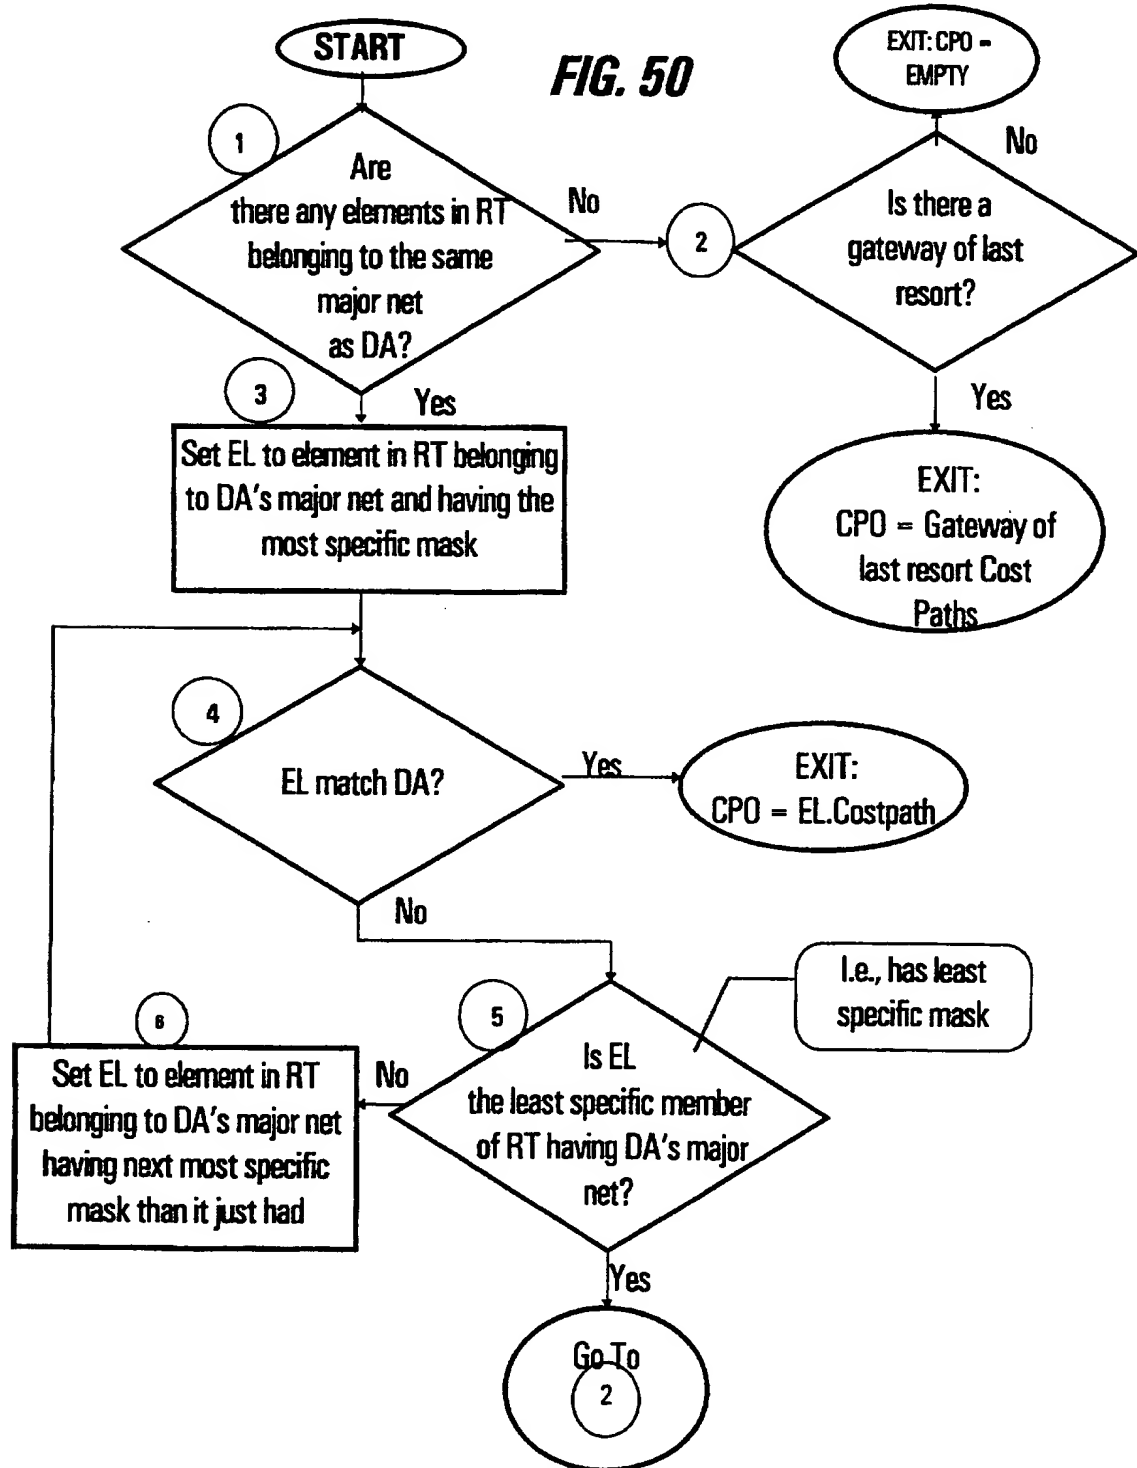 START
FIG. 50
EXIT: CPO =
EMPTY
1
Are
there any elements in RT
belonging to the same
major net
as DA?
No
2
Is there a
gateway of last
resort?
No
Yes
EXIT:
CPO = Gateway of
last resort Cost
Paths
Yes
3
Set EL to element in RT belonging
to DA's major net and having the
most specific mask
4
EL match DA?
Yes
EXIT:
CPO = EL.Costpath
No
5
Is EL
the least specific member
of RT having DA's major
net?
I.e., has least
specific mask
No
6
Set EL to element in RT
belonging to DA's major net
having next most specific
mask than it just had
Yes
Go To
2